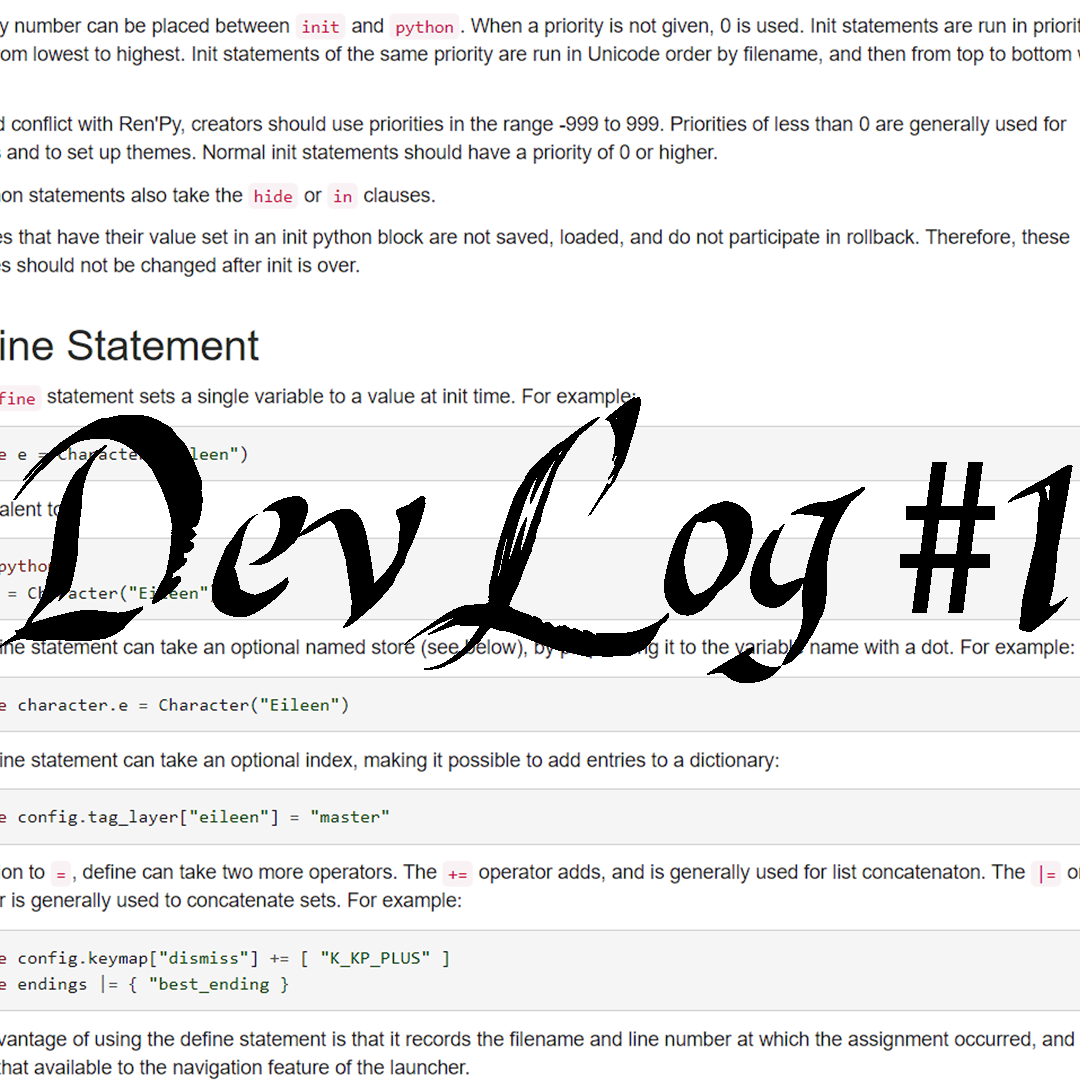 y number can be placed between init and python. When a priority is not given, 0 is used. Init statements are run in priorit
om lowest to highest. Init statements of the same priority are run in Unicode order by filename, and then from top to bottom
d conflict with Ren'Py, creators should use priorities in the range -999 to 999. Priorities of less than 0 are generally used for
and to set up themes. Normal init statements should have a priority of 0 or higher.
on statements also take the hide or in clauses.
es that have their value set in an init python block are not saved, loaded, and do not participate in rollback. Therefore, these
s should not be changed after init is over.
ine Statement
fine statement sets a single variable to a value at init time. For example:
e e = Character("Eileen")
alent to
Dev Log #1
python
= Character("Eileen"
ine statement can take an optional named store (see below), by prepending it to the variable name with a dot. For example:
e character.e = Character("Eileen")
ine statement can take an optional index, making it possible to add entries to a dictionary:
e config.tag_layer["eileen"] = "master"
on to =, define can take two more operators. The += operator adds, and is generally used for list concatenaton. The |= o
r is generally used to concatenate sets. For example:
e config.keymap["dismiss"] += [ "K_KP_PLUS" ]
e endings |= { "best_ending }
vantage of using the define statement is that it records the filename and line number at which the assignment occurred, and
that available to the navigation feature of the launcher.